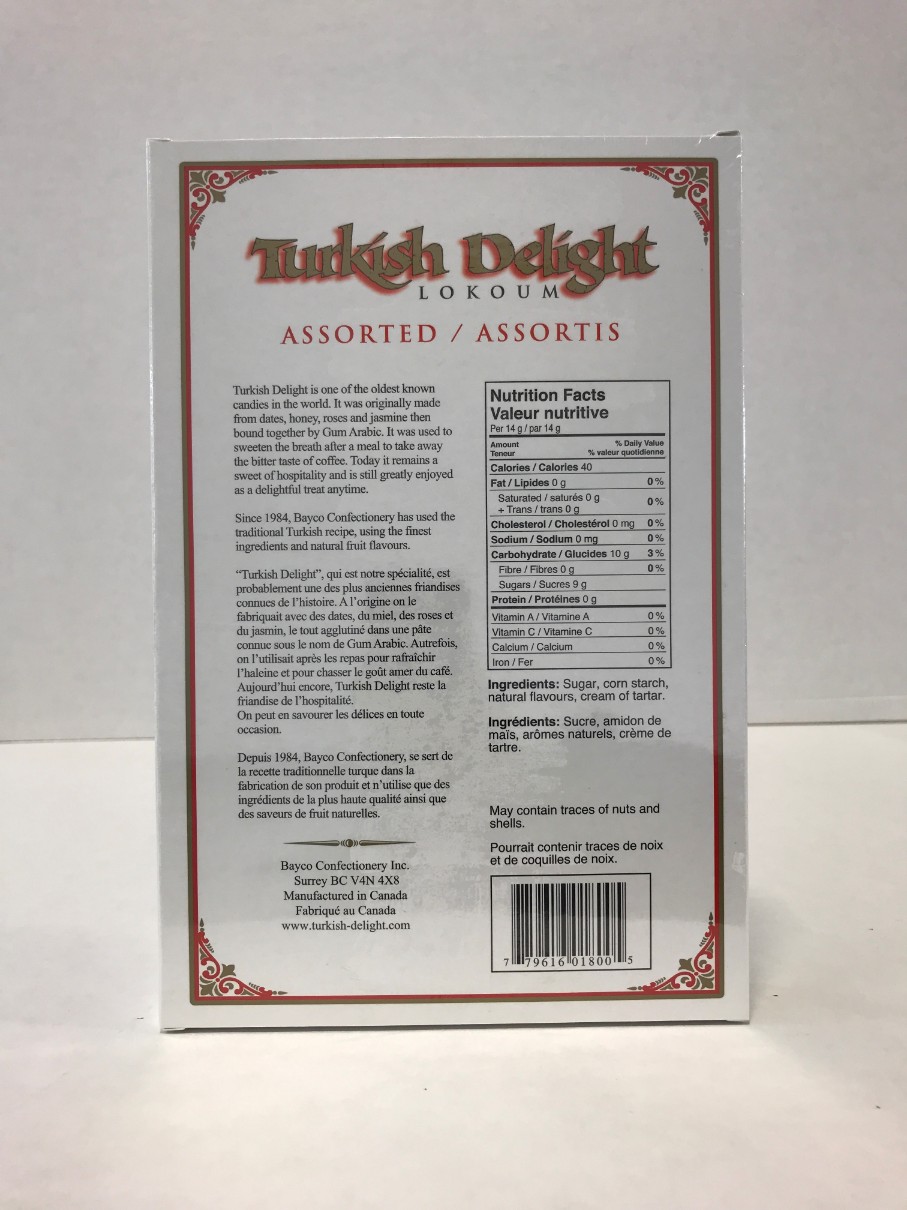 Turkish Delight
LOKOUM
ASSORTED / ASSORTIS
Turkish Delight is one of the oldest known
candies in the world. It was originally made
from dates, honey, roses and jasmine then
bound together by Gum Arabic. It was used to
sweeten the breath after a meal to take away
the bitter taste of coffee. Today it remains a
sweet of hospitality and is still greatly enjoyed
as a delightful treat anytime.
Since 1984, Bayco Confectionery has used the
traditional Turkish recipe, using the finest
ingredients and natural fruit flavours.
“Turkish Delight”, qui est notre spécialité, est
probablement une des plus anciennes friandises
connues de l’histoire. A l’origine on le
fabriquait avec des dates, du miel, des roses et
du jasmin, le tout agglutiné dans une pâte
connue sous le nom de Gum Arabic. Autrefois,
on l’utilisait après les repas pour rafraîchir
l’haleine et pour chasser le goût amer du café.
Aujourd’hui encore, Turkish Delight reste la
friandise de l’hospitalité.
On peut en savourer les délices en toute
occasion.
Depuis 1984, Bayco Confectionery, se sert de
la recette traditionnelle turque dans la
fabrication de son produit et n’utilise que des
ingrédients de la plus haute qualité ainsi que
des saveurs de fruit naturelles.
Bayco Confectionery Inc.
Surrey BC V4N 4X8
Manufactured in Canada
Fabriqué au Canada
www.turkish-delight.com
Nutrition Facts
Valeur nutritive
Per 14 g / par 14 g
Amount % Daily Value
Teneur % valeur quotidienne
Calories / Calories 40
Fat / Lipides 0 g 0 %
Saturated / saturés 0 g
+ Trans / trans 0 g 0 %
Cholesterol / Cholestérol 0 mg 0 %
Sodium / Sodium 0 mg 0 %
Carbohydrate / Glucides 10 g 3 %
Fibre / Fibres 0 g 0 %
Sugars / Sucres 9 g
Protein / Protéines 0 g
Vitamin A / Vitamine A 0 %
Vitamin C / Vitamine C 0 %
Calcium / Calcium 0 %
Iron / Fer 0 %
Ingredients: Sugar, corn starch,
natural flavours, cream of tartar.
Ingrédients: Sucre, amidon de
maïs, arômes naturels, crème de
tartre.
May contain traces of nuts and
shells.
Pourrait contenir traces de noix
et de coquilles de noix.
7 79616 01800 5